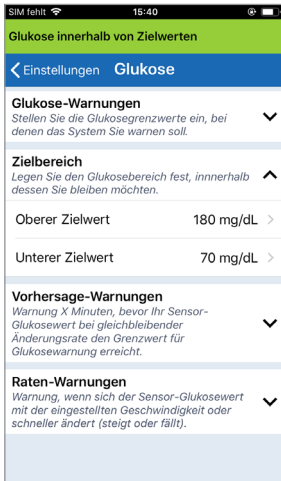 SIM fehlt 15:40
Glukose innerhalb von Zielwerten
Einstellungen Glukose
Glukose-Warnungen
Stellen Sie die Glukosegrenzwerte ein, bei
denen das System Sie warnen soll.
Zielbereich
Legen Sie den Glukosebereich fest, innnerhalb
dessen Sie bleiben möchten.
Oberer Zielwert 180 mg/dL
Unterer Zielwert 70 mg/dL
Vorhersage-Warnungen
Warnung X Minuten, bevor Ihr Sensor-
Glukosewert bei gleichbleibender
Änderungsrate den Grenzwert für
Glukosewarnung erreicht.
Raten-Warnungen
Warnung, wenn sich der Sensor-Glukosewert
mit der eingestellten Geschwindigkeit oder
schneller ändert (steigt oder fällt).